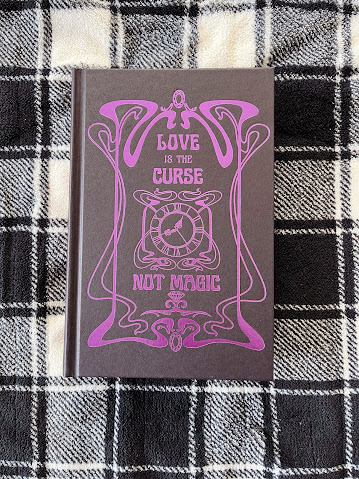 LOVE
IS THE
CURSE
NOT MAGIC